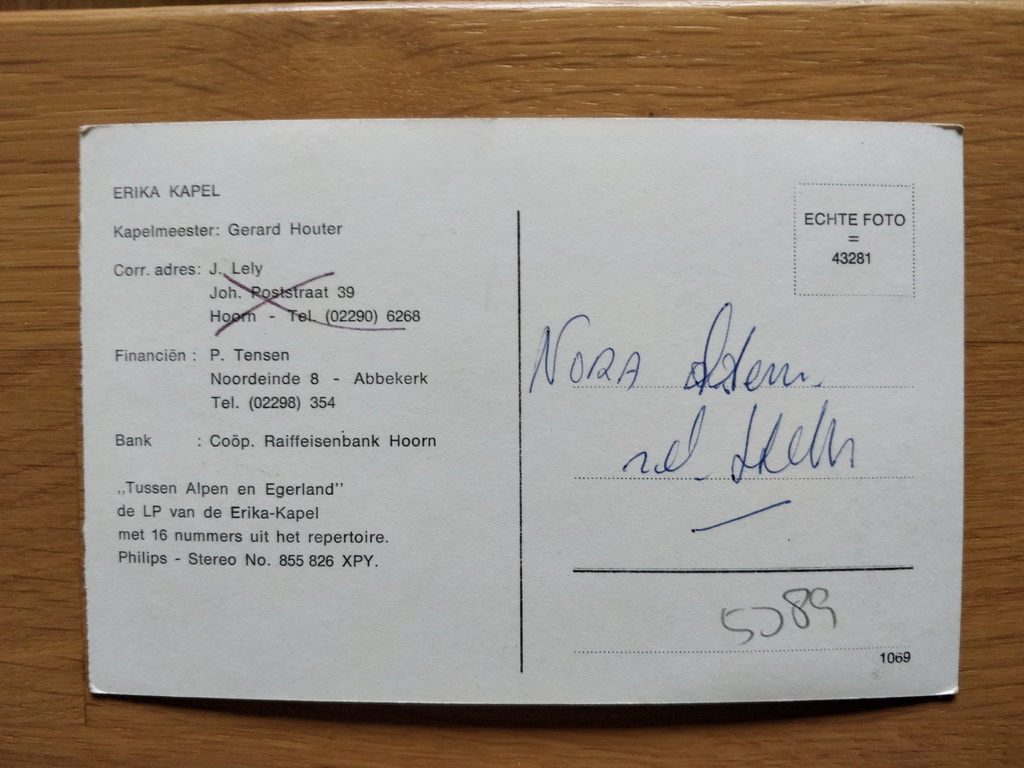 ERIKA KAPEL
Kapelmeester: Gerard Houter
Corr. adres: J. Lely
Joh. Poststraat 39
Hoorn - Tel. (02290) 6268
Financiën : P. Tensen
Noordeinde 8 - Abbekerk
Tel. (02298) 354
Bank : Coöp. Raiffeisenbank Hoorn
„Tussen Alpen en Egerland”
de LP van de Erika-Kapel
met 16 nummers uit het repertoire.
Philips - Stereo No. 855 826 XPY.
ECHTE FOTO
=
43281
NORA
1069